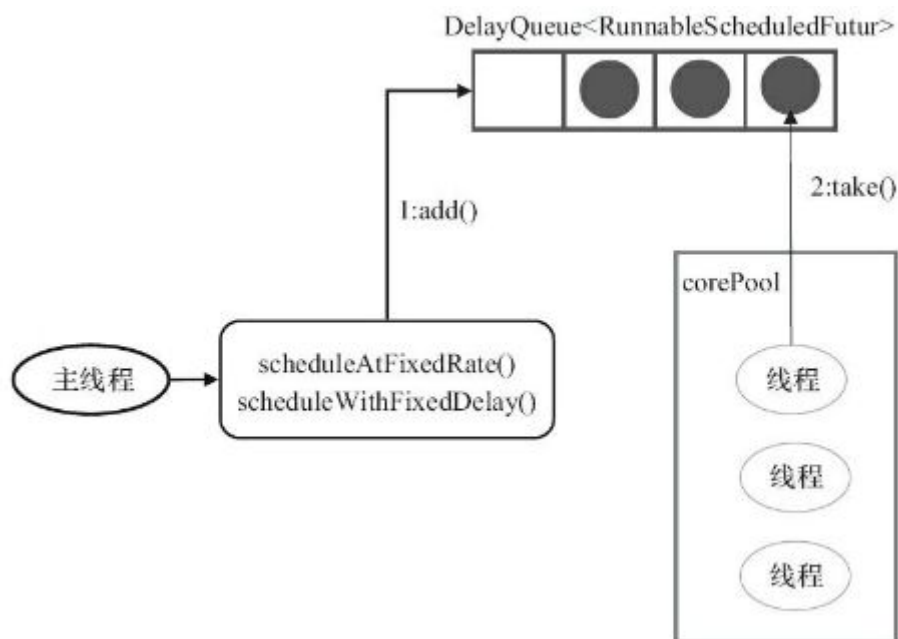 DelayQueue<RunnableScheduledFutur>
1:add()
2:take()
corePool
主线程
scheduleAtFixedRate()
scheduleWithFixedDelay()
线程
线程
线程